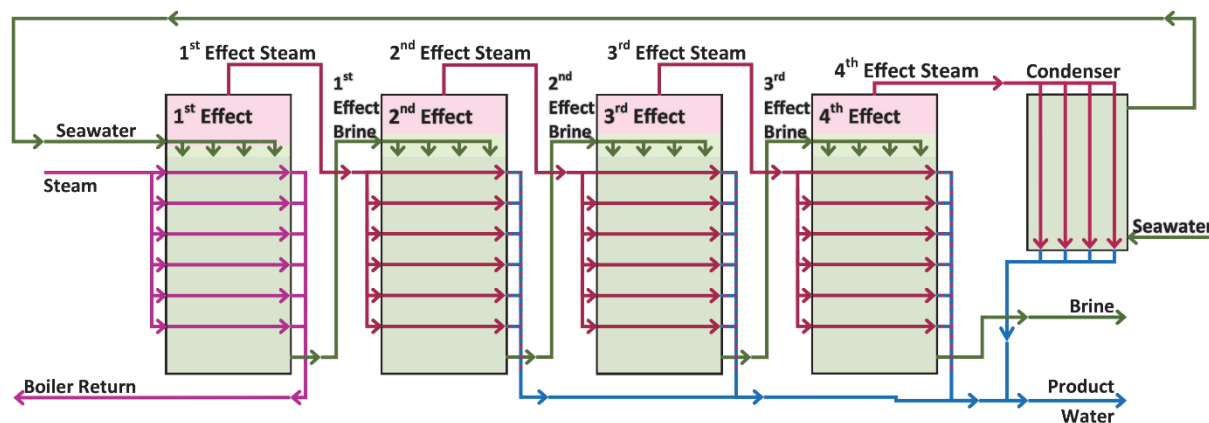 1st Effect Steam
2nd Effect Steam
3rd Effect Steam
4th Effect Steam
Condenser
Seawater
1st Effect
1st
Effect
Brine
2nd Effect
2nd
Effect
Brine
3rd Effect
3rd
Effect
Brine
4th Effect
Steam
Seawater
Brine
Boiler Return
Product
Water